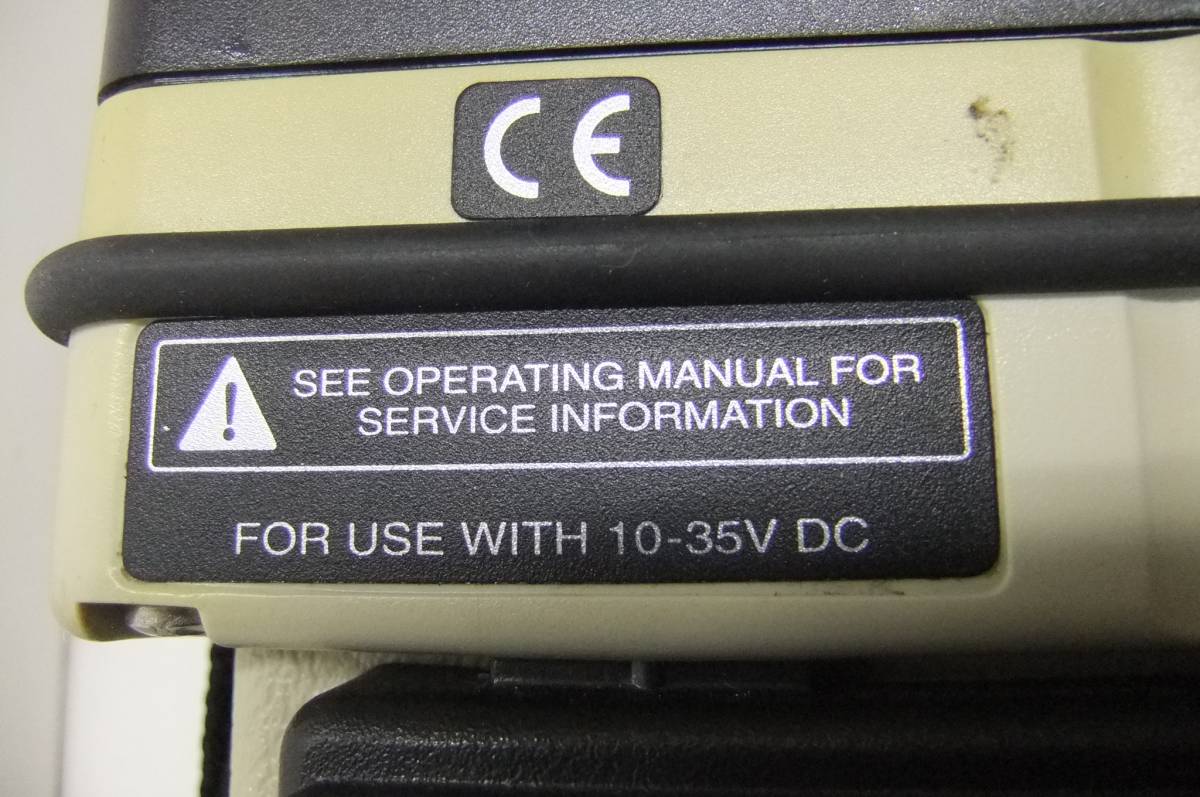 CE
SEE OPERATING MANUAL FOR
SERVICE INFORMATION
FOR USE WITH 10-35V DC